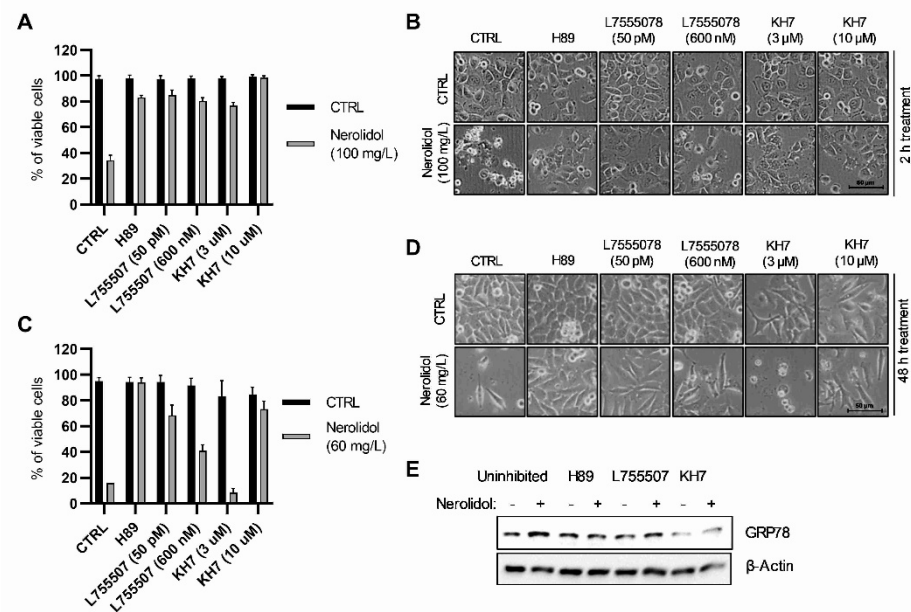 A
120
100
80
60
40
20
0
% of viable cells
CTRL
H89
L755507 (50 pM)
L755507 (600 nM)
KH7 (3 uM)
KH7 (10 uM)
CTRL
Nerolidol
(100 mg/L)
B
CTRL
H89
L7555078
(50 pM)
L7555078
(600 nM)
KH7
(3 µM)
KH7
(10 µM)
CTRL
Nerolidol
(100 mg/L)
2 h treatment
50 µm
C
120
100
80
60
40
20
0
% of viable cells
CTRL
H89
L755507 (50 pM)
L755507 (600 nM)
KH7 (3 uM)
KH7 (10 uM)
CTRL
Nerolidol
(60 mg/L)
D
CTRL
H89
L7555078
(50 pM)
L7555078
(600 nM)
KH7
(3 µM)
KH7
(10 µM)
CTRL
Nerolidol
(60 mg/L)
48 h treatment
50 µm
E
Uninhibited H89 L755507 KH7
Nerolidol: - + - + - + - +
GRP78
β-Actin